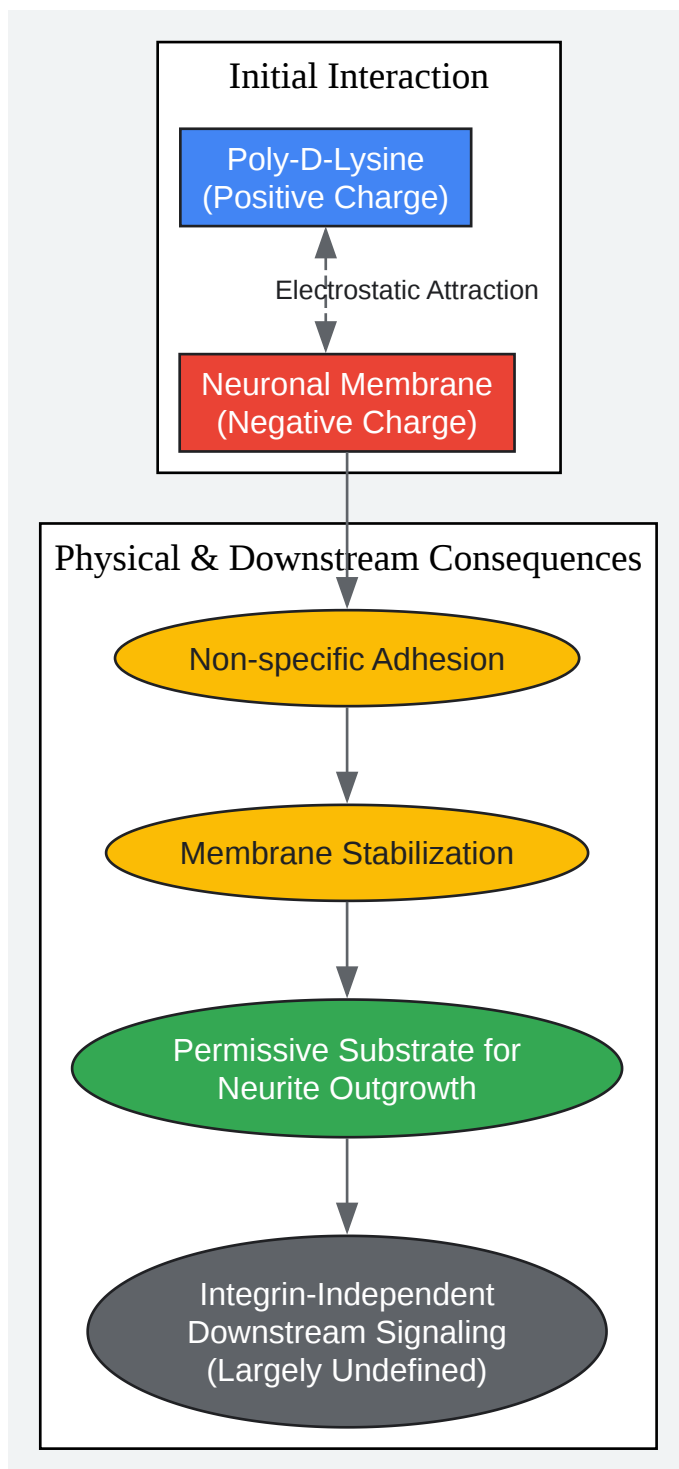 Initial Interaction
Poly-D-Lysine
(Positive Charge)
Electrostatic Attraction
Neuronal Membrane
(Negative Charge)
Physical & Downstream Consequences
Non-specific Adhesion
Membrane Stabilization
Permissive Substrate for
Neurite Outgrowth
Integrin-Independent
Downstream Signaling
(Largely Undefined)